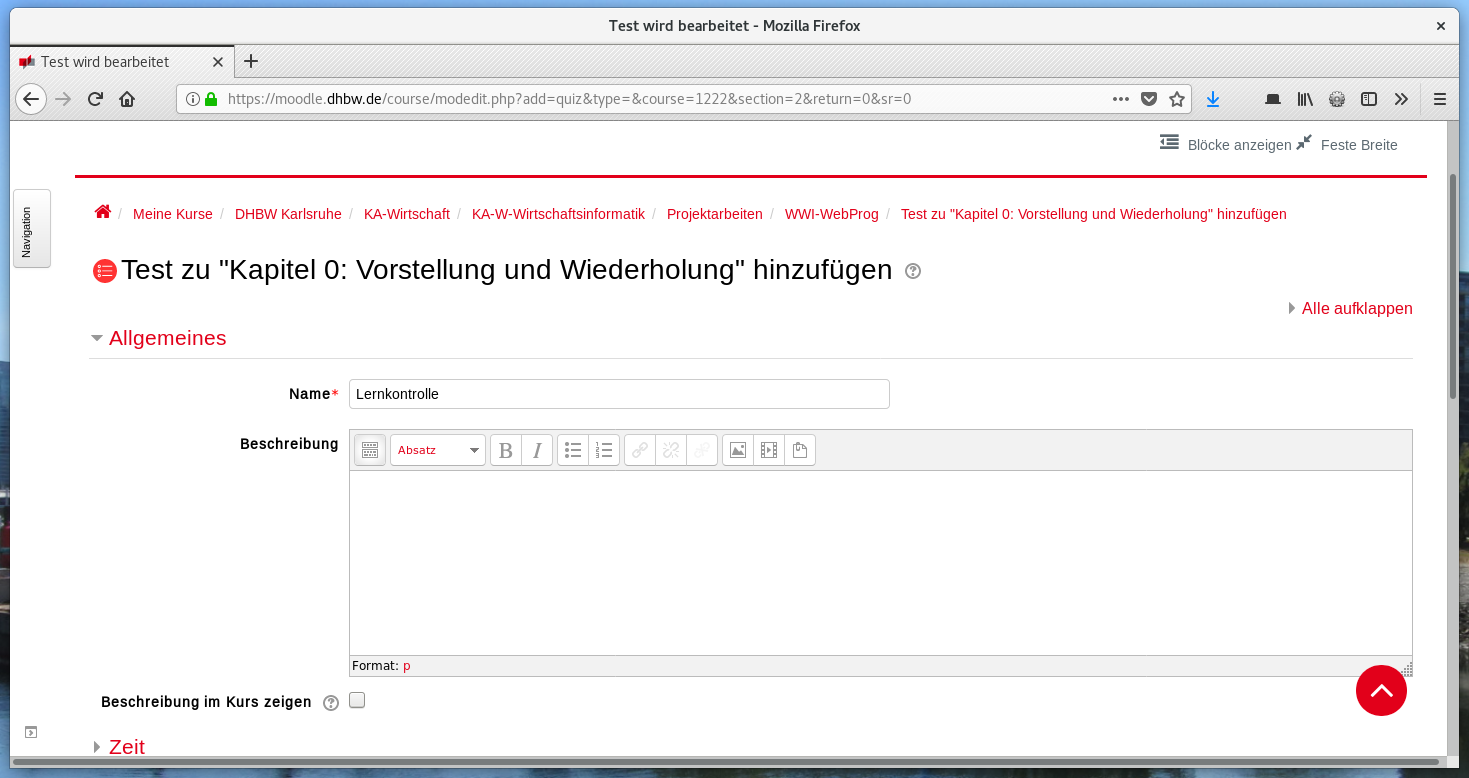 Test wird bearbeitet - Mozilla Firefox
Test wird bearbeitet
https://moodle.dhbw.de/course/modedit.php?add=quiz&type=&course=1222&section=2&return=0&sr=0
Blöcke anzeigen Feste Breite
Navigation
/ Meine Kurse / DHBW Karlsruhe / KA-Wirtschaft / KA-W-Wirtschaftsinformatik / Projektarbeiten / WWI-WebProg / Test zu "Kapitel 0: Vorstellung und Wiederholung" hinzufügen
Test zu "Kapitel 0: Vorstellung und Wiederholung" hinzufügen
Alle aufklappen
Allgemeines
Name* Lernkontrolle
Beschreibung
Absatz B I
Format: p
Beschreibung im Kurs zeigen
Zeit